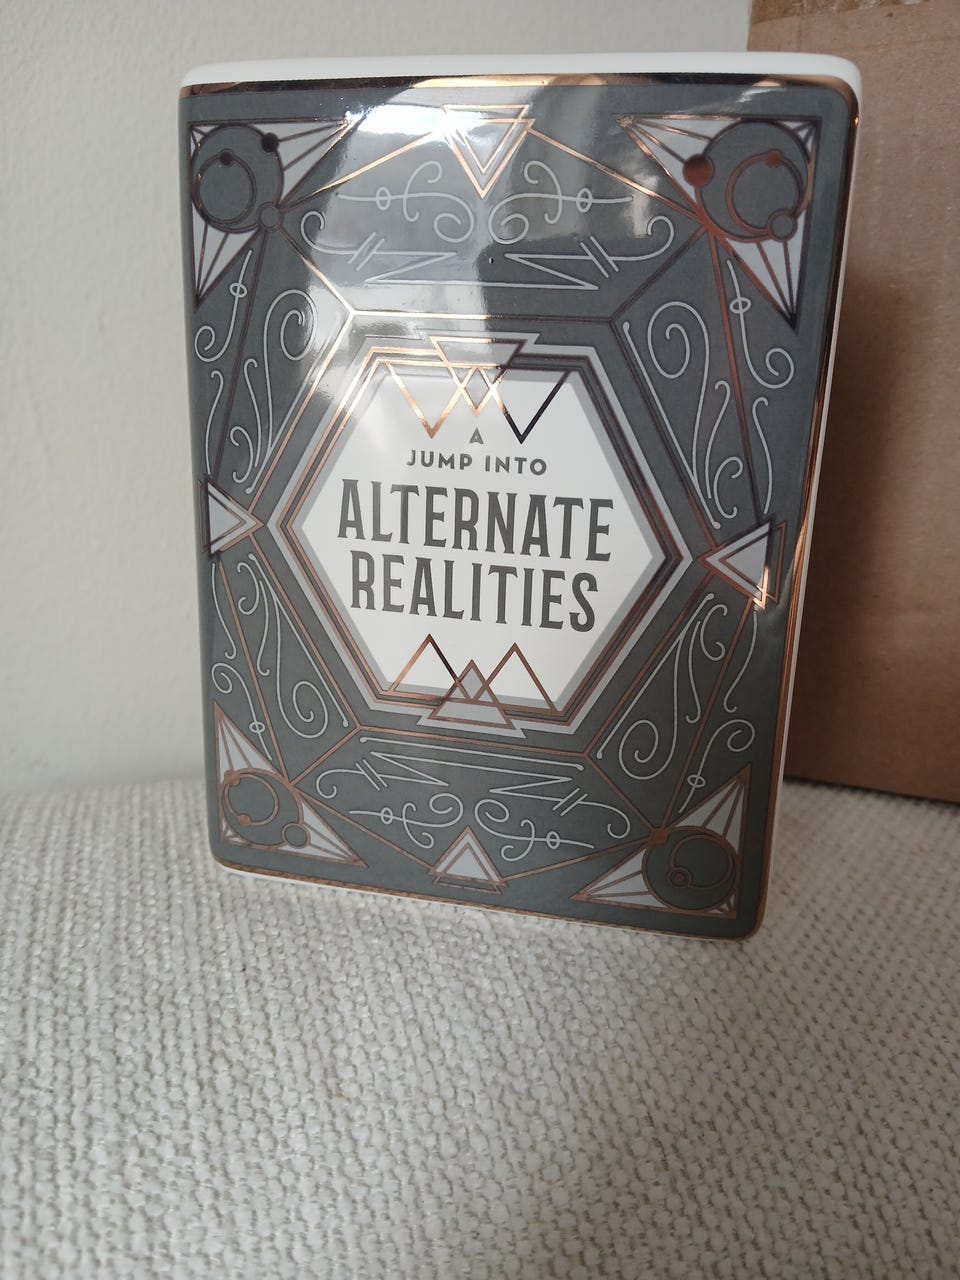 A
JUMP INTO
ALTERNATE
REALITIES